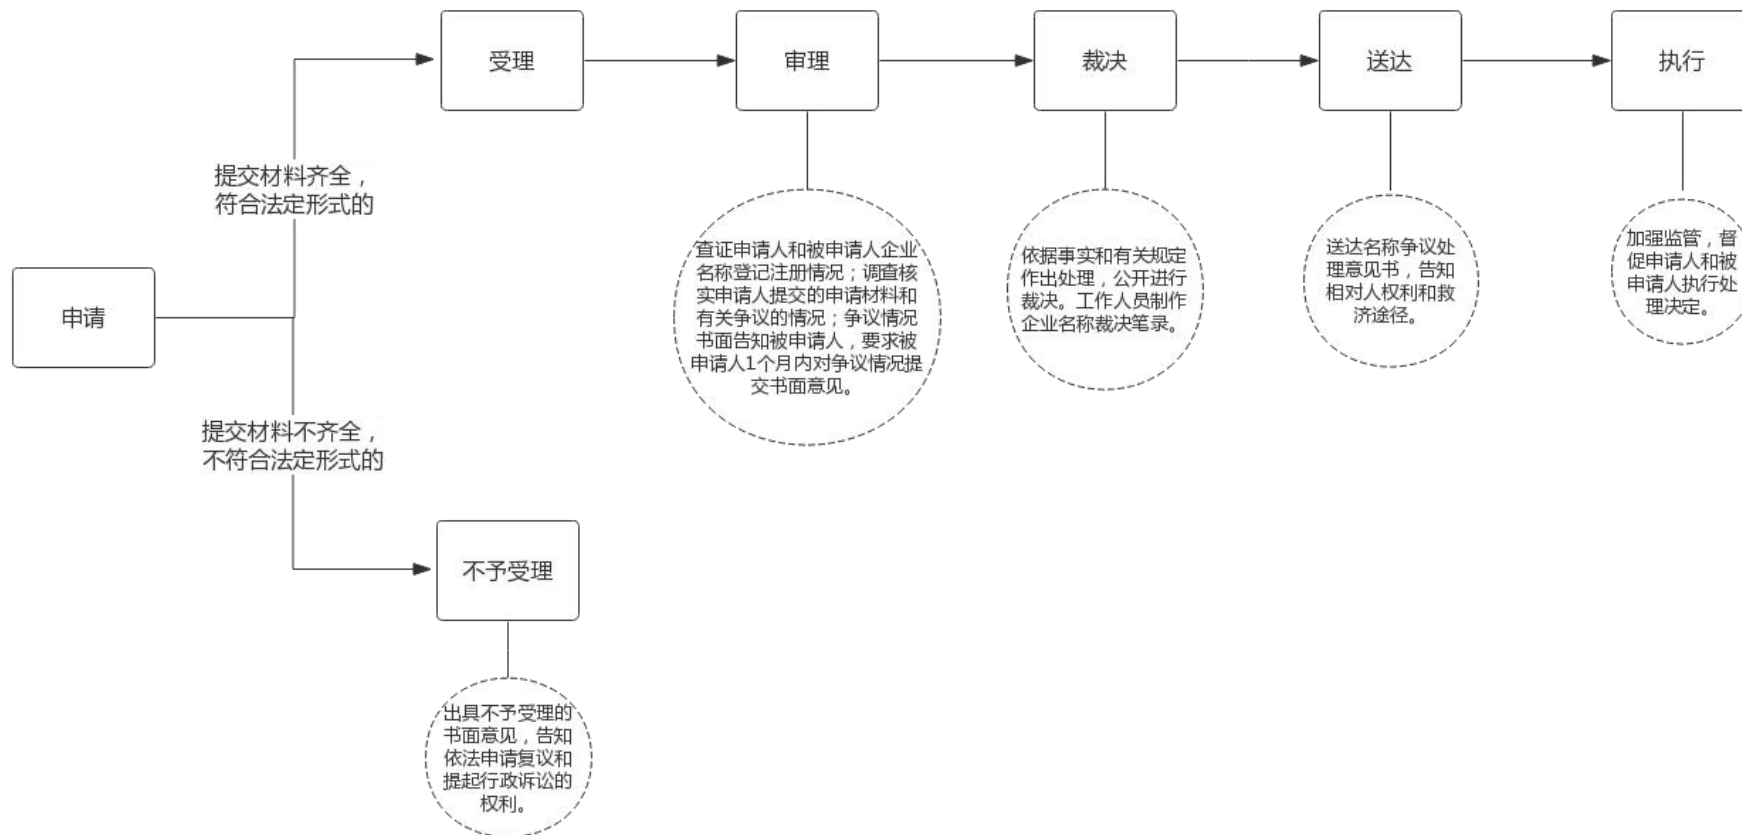 受理
审理
裁决
送达
执行
提交材料齐全，
符合法定形式的
查证申请人和被申请人企业
名称登记注册情况；调查核
实申请人提交的申请材料和
有关争议的情况；争议情况
书面告知被申请人，要求被
申请人1个月内对争议情况提
交书面意见。
依据事实和有关规定
作出处理，公开进行
裁决。工作人员制作
企业名称裁决笔录。
送达名称争议处
理意见书，告知
相对人权利和救
济途径。
加强监管，督
促申请人和被
申请人执行处
理决定。
申请
提交材料不齐全，
不符合法定形式的
不予受理
出具不予受理的
书面意见，告知
依法申请复议和
提起行政诉讼的
权利。